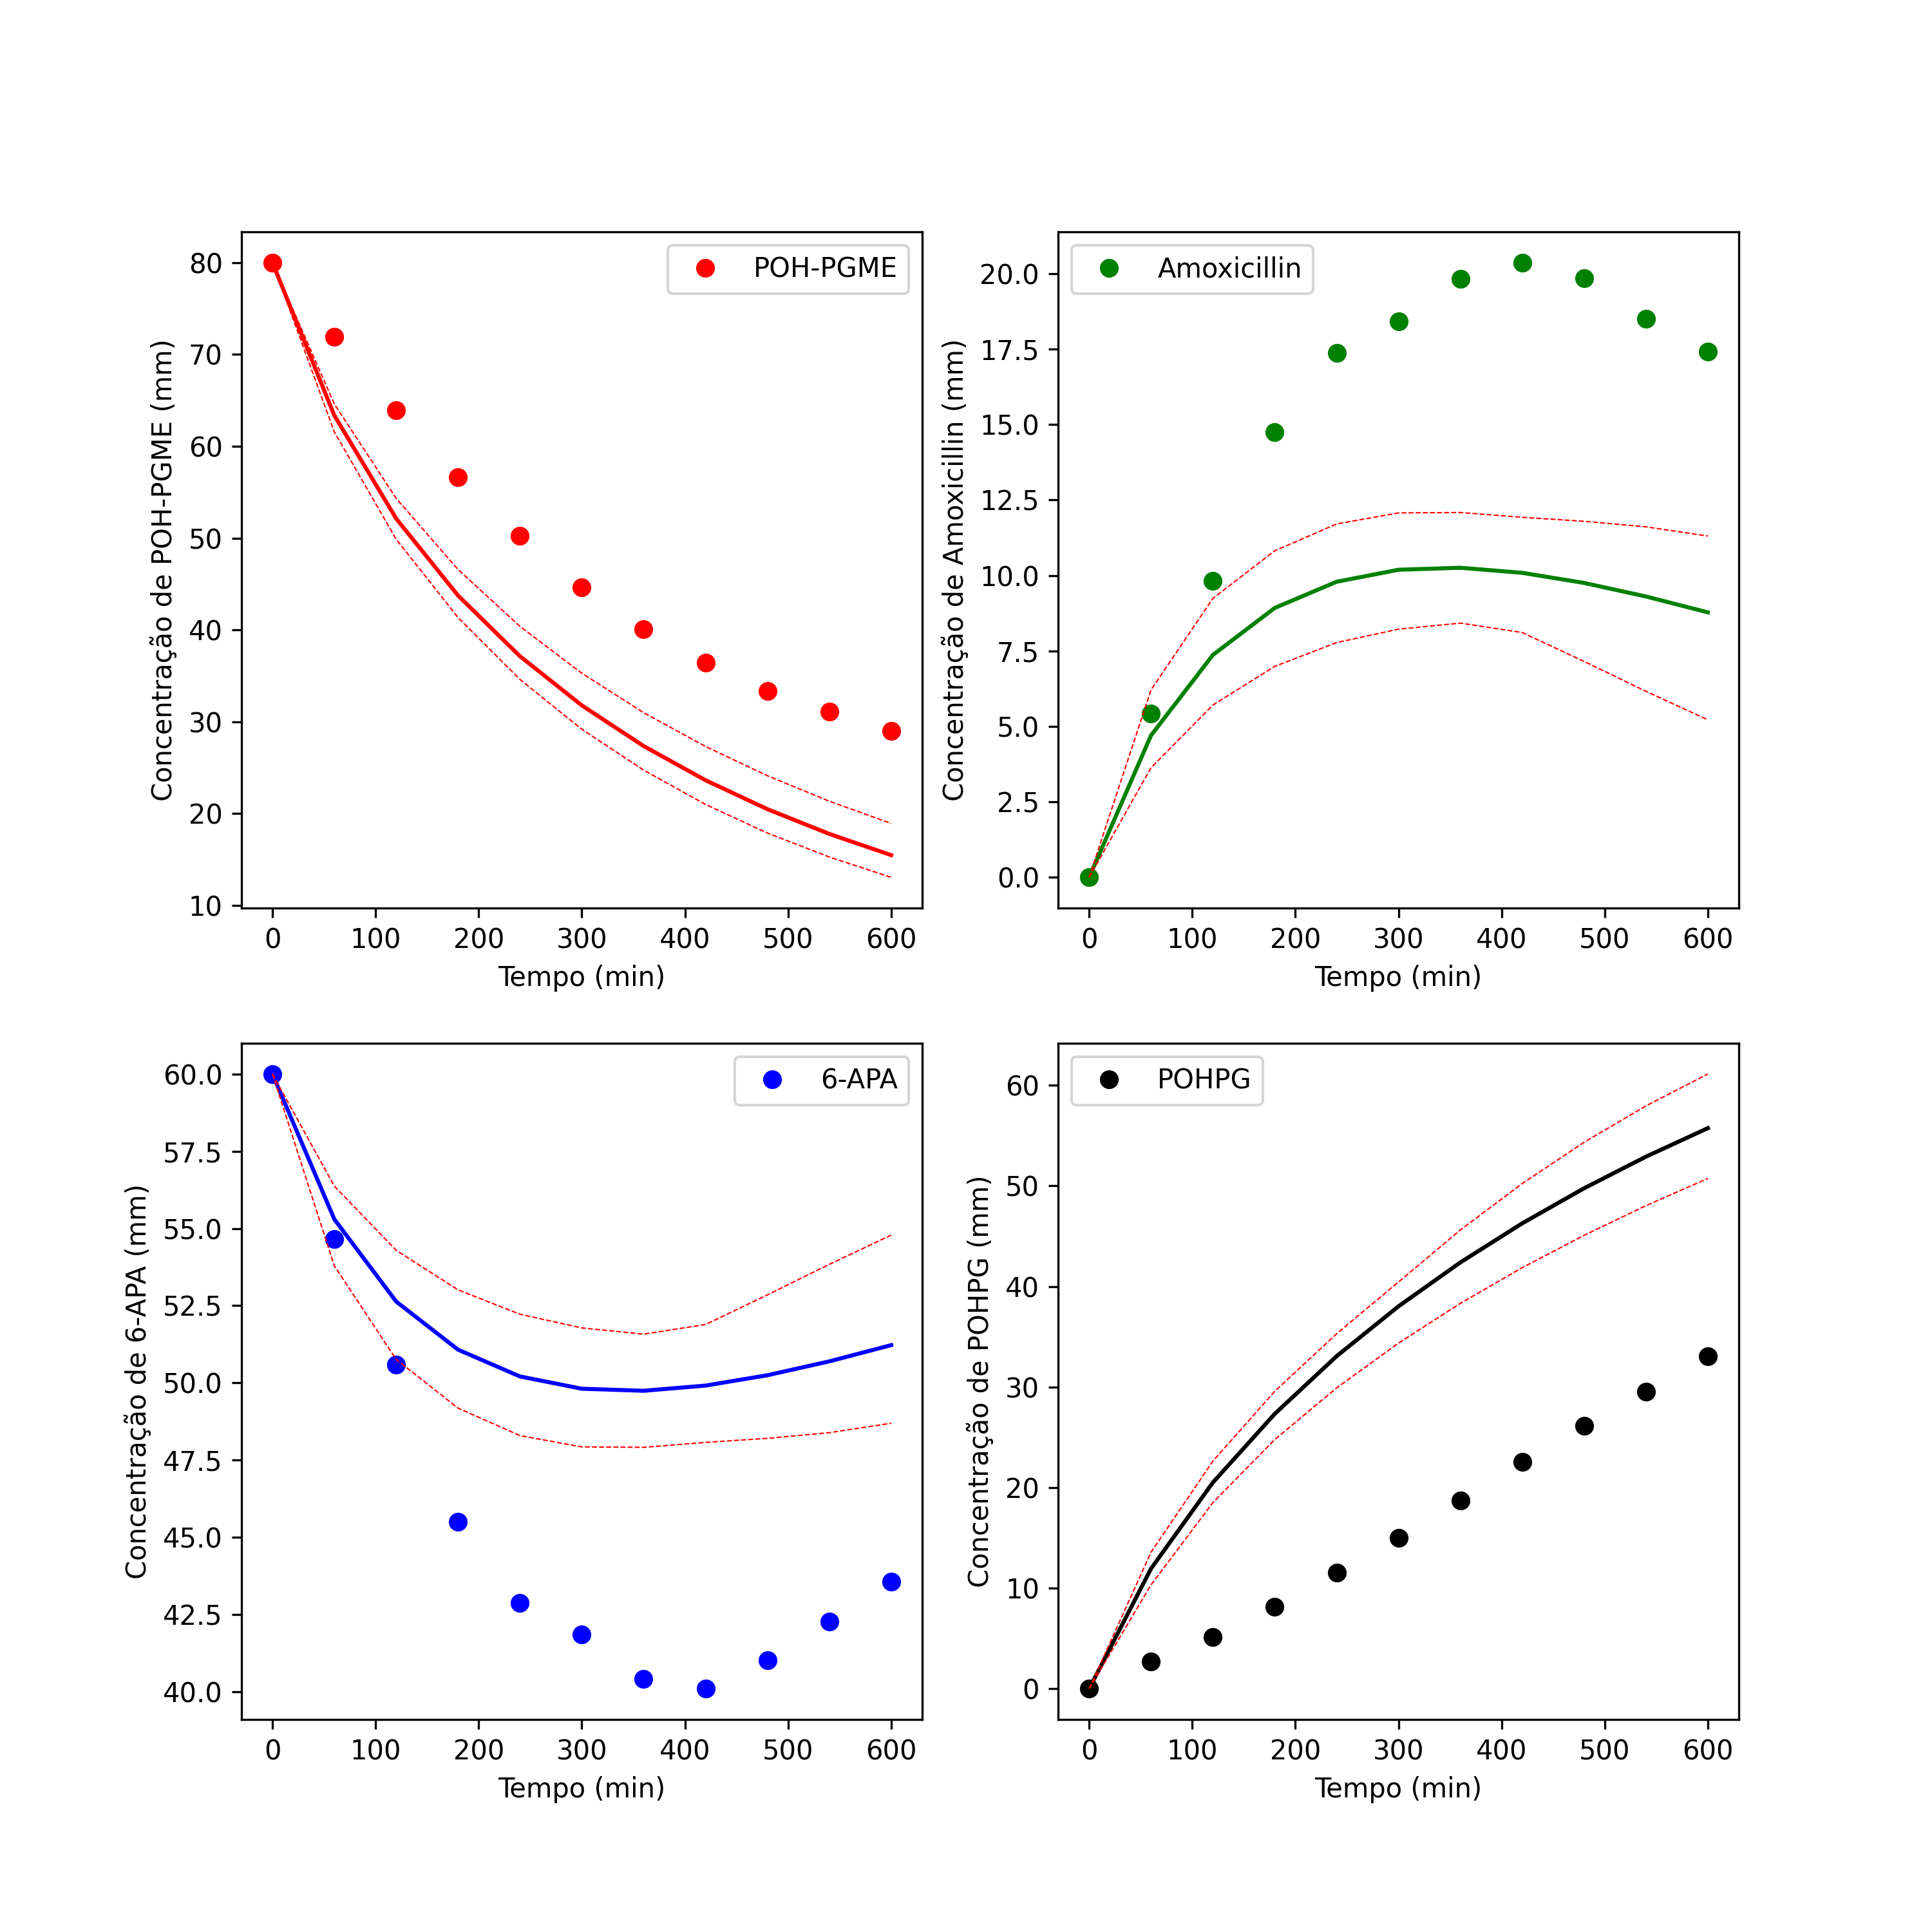 POH-PGME
80
70
60
50
40
30
20
10
Concentração de POH-PGME (mm)
0 100 200 300 400 500 600
Tempo (min)
Amoxicillin
20.0
17.5
15.0
12.5
10.0
7.5
5.0
2.5
0.0
Concentração de Amoxicillin (mm)
0 100 200 300 400 500 600
Tempo (min)
6-APA
60.0
57.5
55.0
52.5
50.0
47.5
45.0
42.5
40.0
Concentração de 6-APA (mm)
0 100 200 300 400 500 600
Tempo (min)
POHPG
60
50
40
30
20
10
0
Concentração de POHPG (mm)
0 100 200 300 400 500 600
Tempo (min)